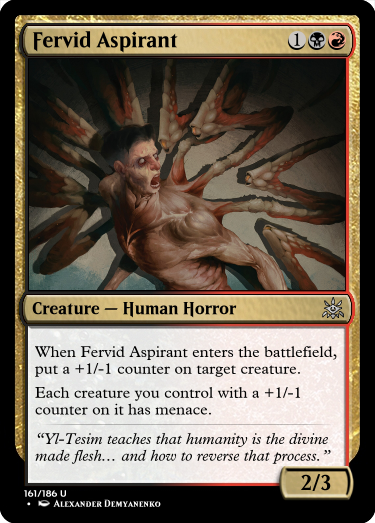 Fervid Aspirant 1
Creature — Human Horror
When Fervid Aspirant enters the battlefield,
put a +1/-1 counter on target creature.
Each creature you control with a +1/-1
counter on it has menace.
“Yl-Tesim teaches that humanity is the divine
made flesh... and how to reverse that process.”
2/3
161/186 U
• Alexander Demyanenko